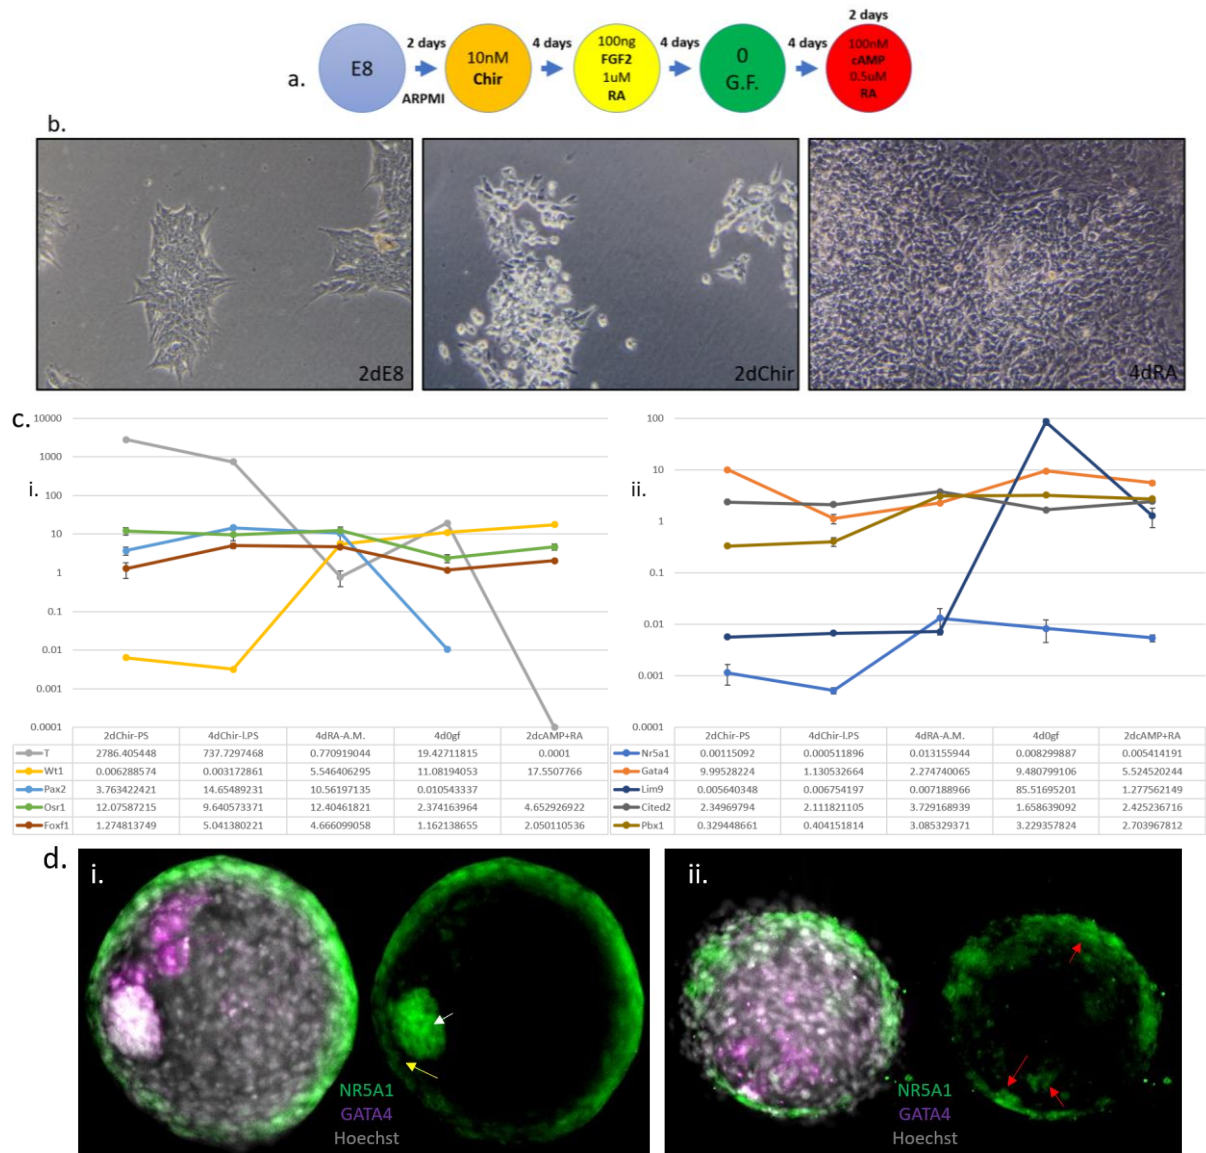 a.
E8
2 days
ARPMI
10nM
Chir
4 days
100ng
FGF2
1uM
RA
4 days
0
G.F.
4 days
2 days
100nM
cAMP
0.5uM
RA
b.
2dE8
2dChir
4dRA
c.
i.
10000
1000
100
10
1
0.1
0.01
0.001
0.0001
2dChir-PS 4dChir-l.PS 4dRA-A.M. 4d0gf 2dcAMP+RA
T 2786.405448 737.7297468 0.770919044 19.42711815 0.0001
Wt1 0.006288574 0.003172861 5.546406295 11.08194053 17.5507766
Pax2 3.763422421 14.65489231 10.56197135 0.010543337
Osr1 12.07587215 9.640573371 12.40461821 2.374163964 4.652926922
Foxf1 1.274813749 5.041380221 4.666099058 1.162138655 2.050110536
ii.
100
10
1
0.1
0.01
0.001
0.0001
2dChir-PS 4dChir-l.PS 4dRA-A.M. 4d0gf 2dcAMP+RA
Nr5a1 0.00115092 0.000511896 0.013155944 0.008299887 0.005414191
Gata4 9.99528224 1.130532664 2.274740065 9.480799106 5.524520244
Lim9 0.005640348 0.006754197 0.007188966 85.51695201 1.277562149
Cited2 2.34969794 2.111821105 3.729168939 1.658639092 2.425236716
Pbx1 0.329448661 0.404151814 3.085329371 3.229357824 2.703967812
d.
i.
NR5A1
GATA4
Hoechst
ii.
NR5A1
GATA4
Hoechst